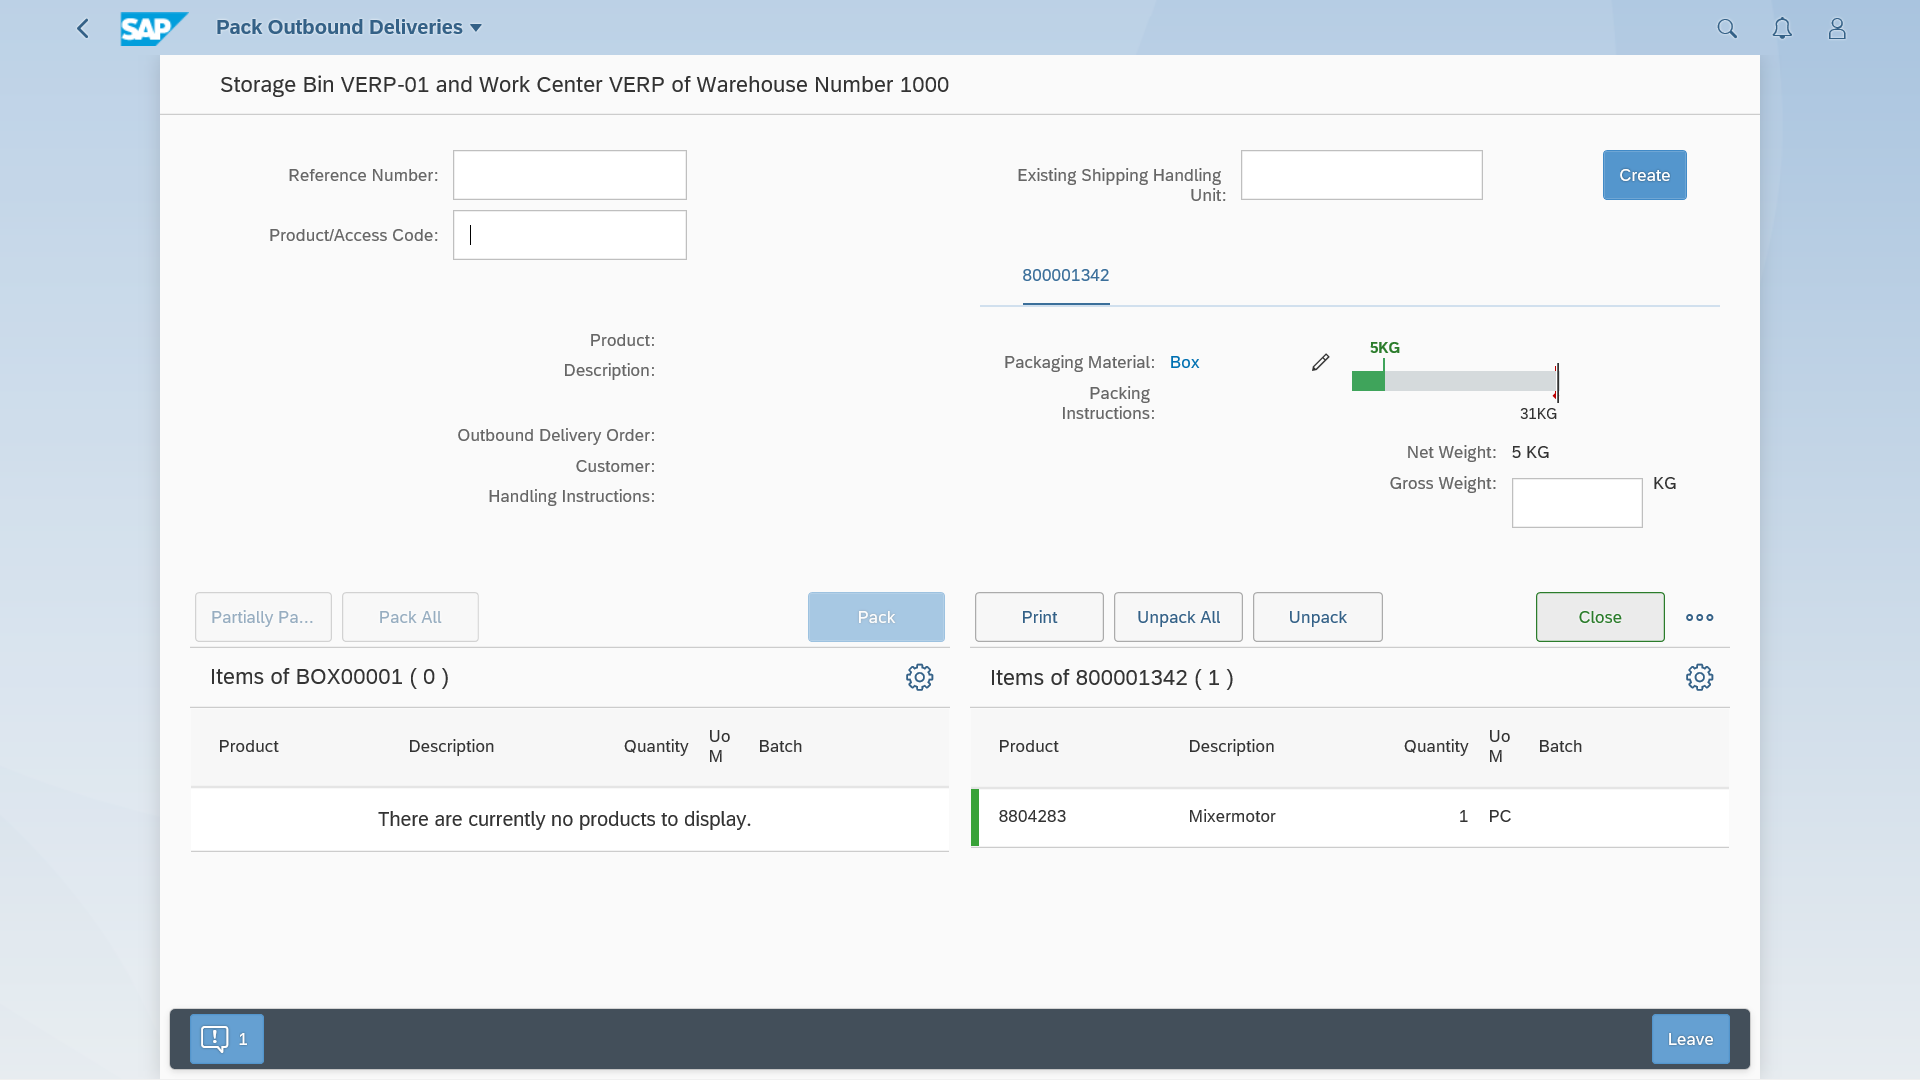 SAP Pack Outbound Deliveries
Storage Bin VERP-01 and Work Center VERP of Warehouse Number 1000
Reference Number:
Product/Access Code:
Existing Shipping Handling
Unit:
Create
800001342
Product:
Description:
Outbound Delivery Order:
Customer:
Handling Instructions:
Packaging Material: Box
Packing
Instructions:
5KG
31KG
Net Weight: 5 KG
Gross Weight: KG
Partially Pa... Pack All Pack
Print Unpack All Unpack Close
Items of BOX00001 ( 0 )
Product Description Quantity Uo
M Batch
There are currently no products to display.
Items of 800001342 ( 1 )
Product Description Quantity Uo
M Batch
8804283 Mixermotor 1 PC
1
Leave